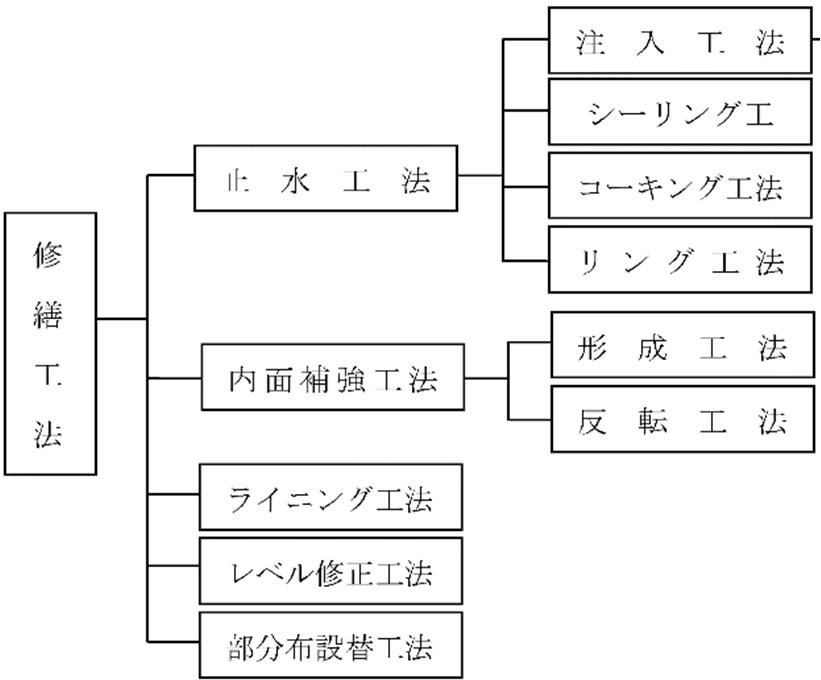 修繕工法
止水工法
注入工法
シーリング工
コーキング工法
リング工法
内面補強工法
形成工法
反転工法
ライニング工法
レベル修正工法
部分布設替工法